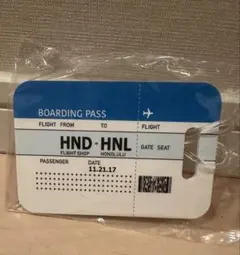 BOARDING PASS
FLIGHT FROM TO FLIGHT
HND HNL GATE SEAT
FLIGHT SHOP HONOLULU
PASSENGER DATE
11.21.17